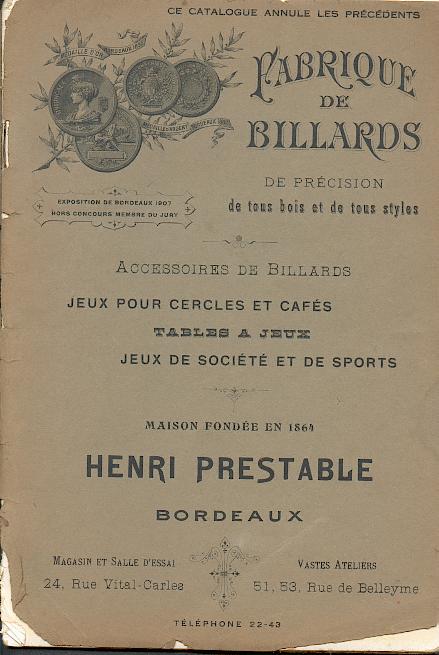 CE CATALOGUE ANNULE LES PRÉCÉDENTS
MÉDAILLE D'OR BORDEAUX
FABRIQUE
DE
BILLARDS
DE PRÉCISION
de tous bois et de tous styles
EXPOSITION DE BORDEAUX 1907
HORS CONCOURS MEMBRE DU JURY
ACCESSOIRES DE BILLARDS
JEUX POUR CERCLES ET CAFÉS
TABLES A JEUX
JEUX DE SOCIÉTÉ ET DE SPORTS
MAISON FONDÉE EN 1864
HENRI PRESTABLE
BORDEAUX
MAGASIN ET SALLE D'ESSAI
24, Rue Vital-Carles
VASTES ATELIERS
51, 53, Rue de Belleyme
TÉLÉPHONE 22-43